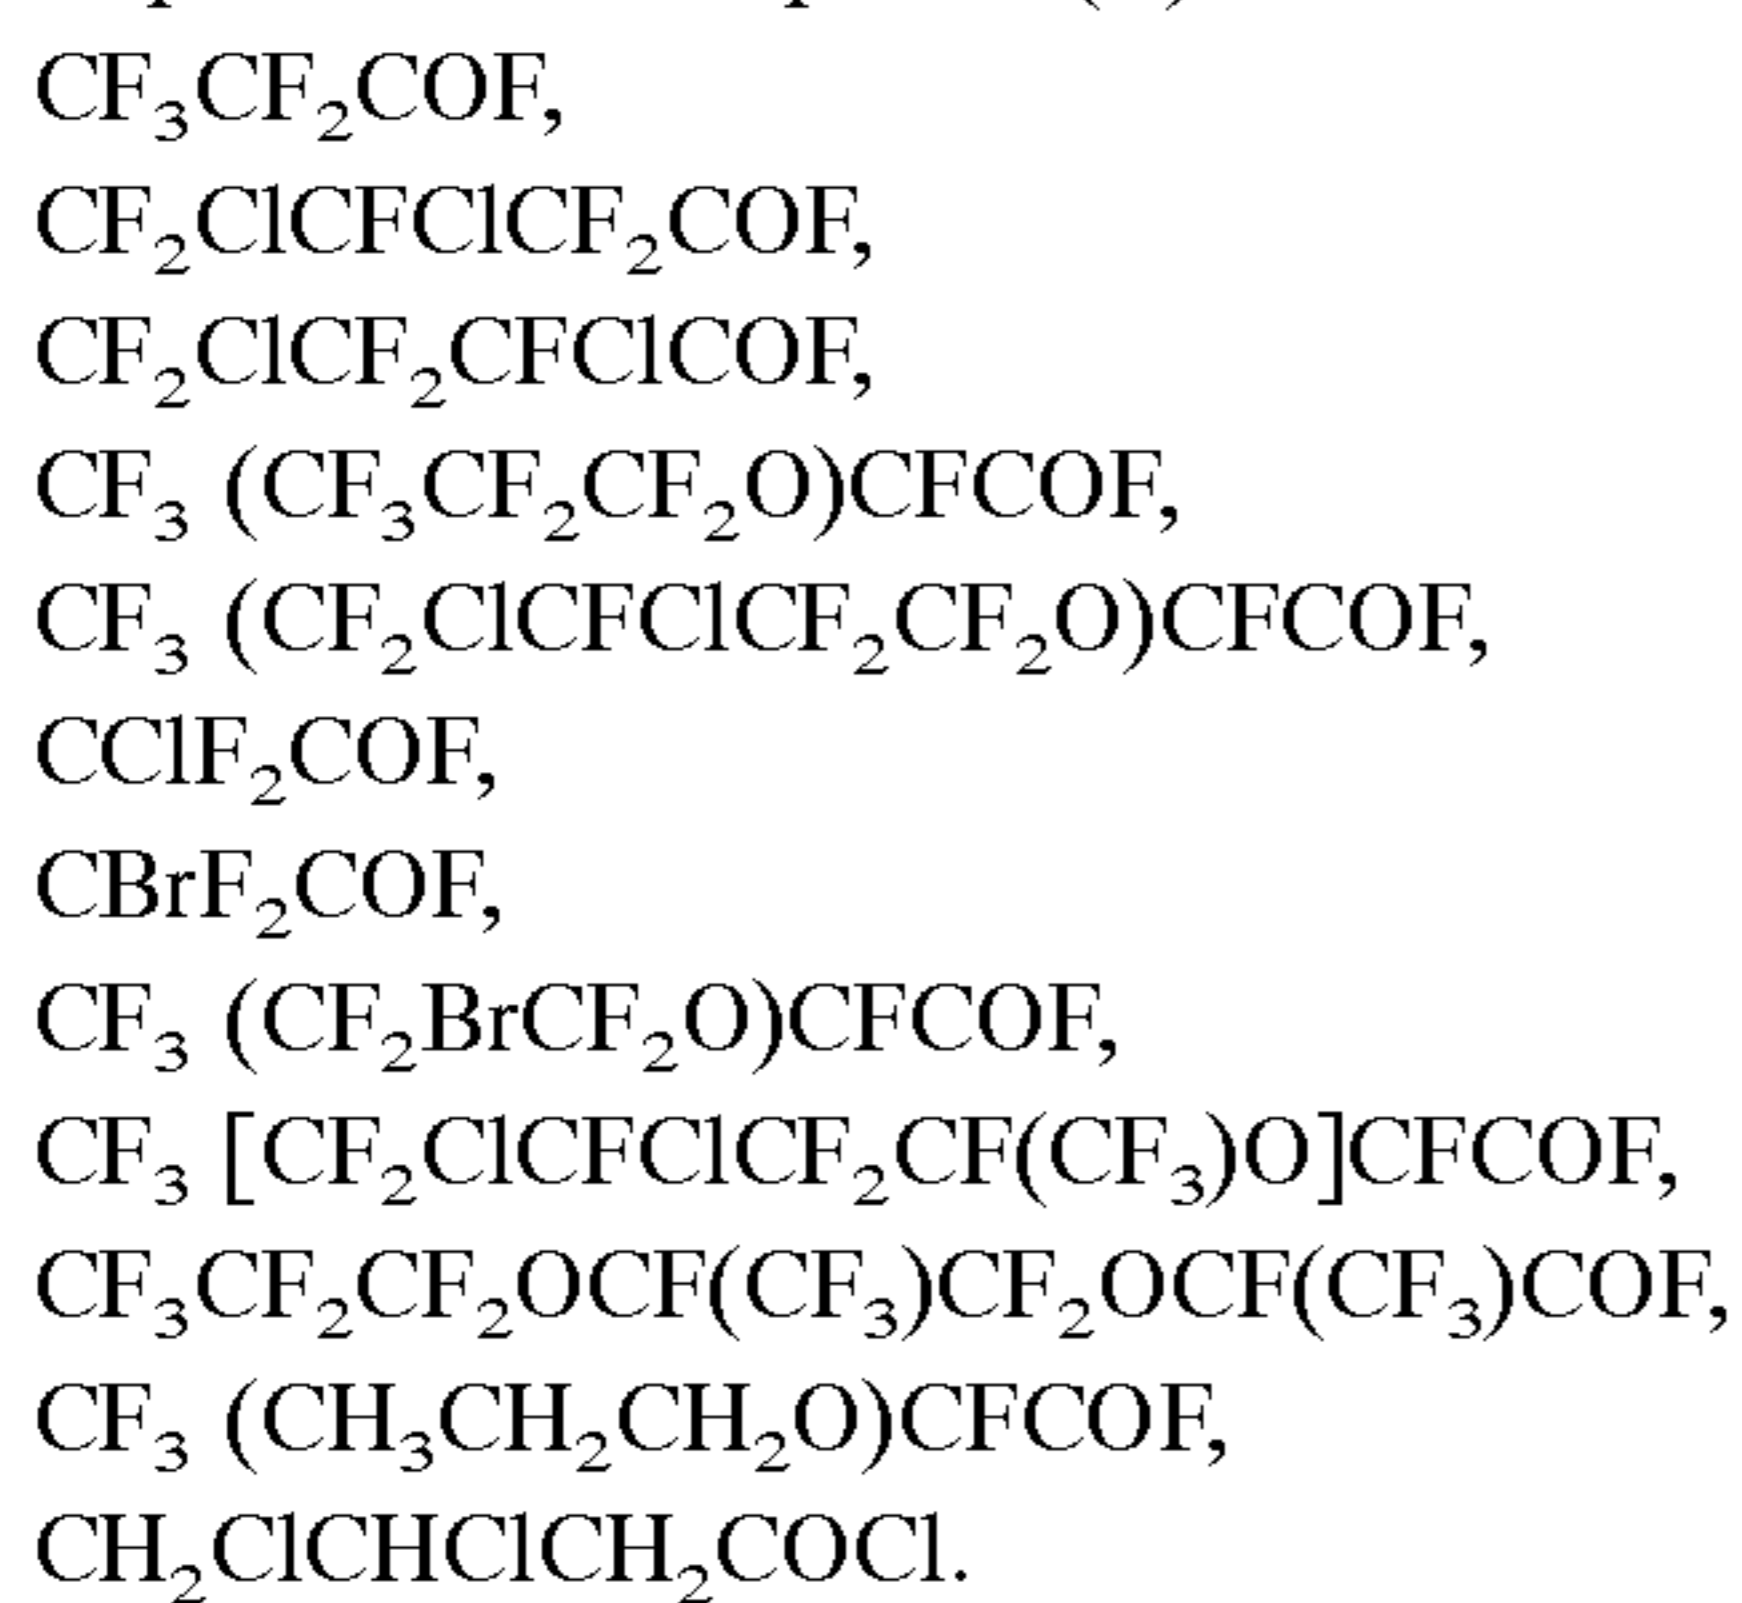 CF₃CF₂COF,
CF₂ClCFClCF₂COF,
CF₂ClCF₂CFClCOF,
CF₃ (CF₃CF₂CF₂O)CFCOF,
CF₃ (CF₂ClCFClCF₂CF₂O)CFCOF,
CClF₂COF,
CBrF₂COF,
CF₃ (CF₂BrCF₂O)CFCOF,
CF₃ [CF₂ClCFClCF₂CF(CF₃)O]CFCOF,
CF₃CF₂CF₂OCF(CF₃)CF₂OCF(CF₃)COF,
CF₃ (CH₃CH₂CH₂O)CFCOF,
CH₂ClCHClCH₂COCl.